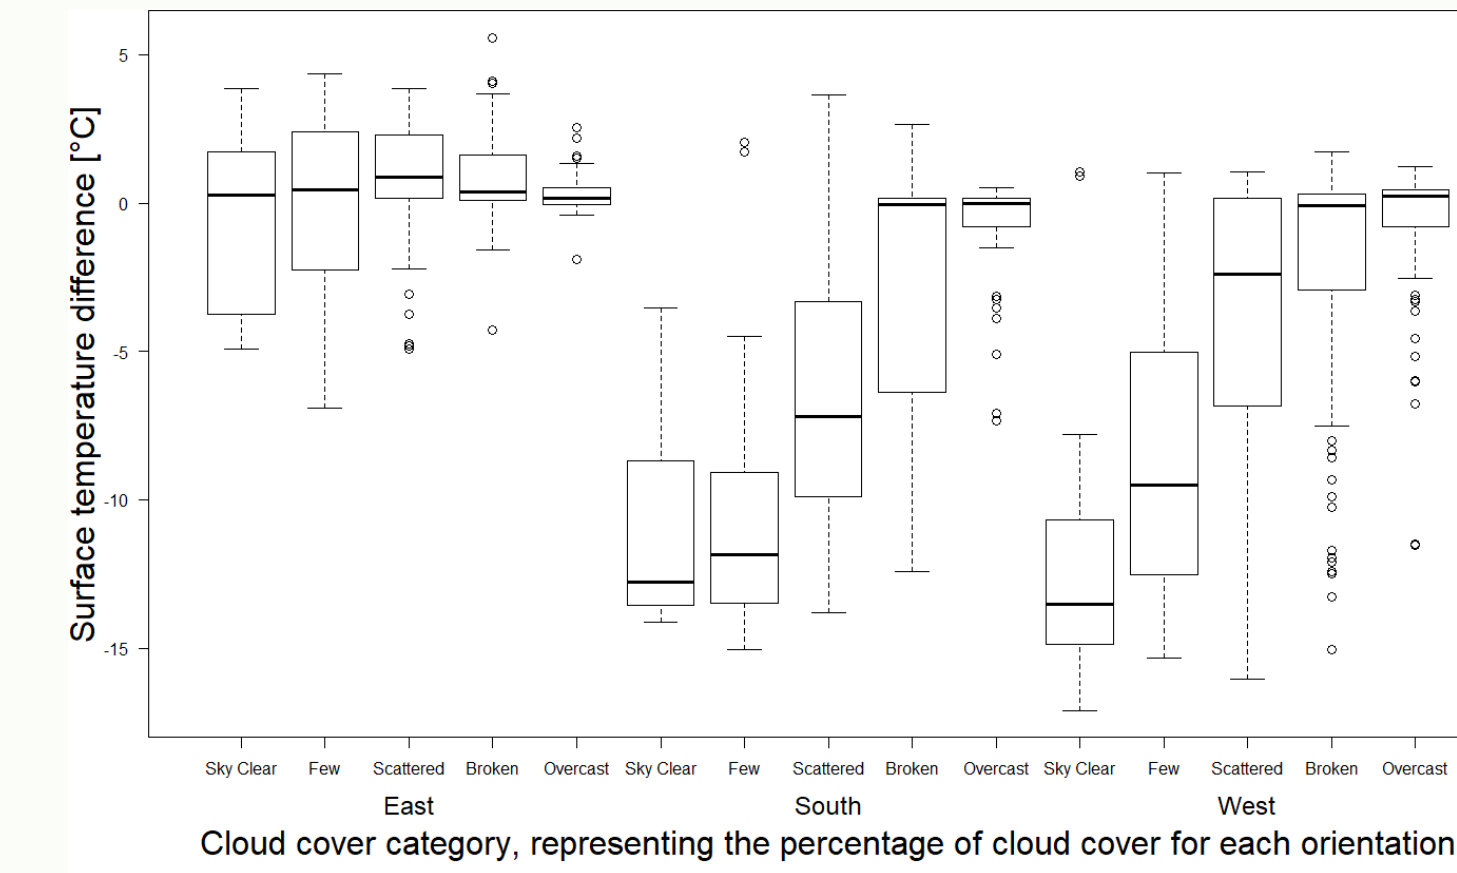 Surface temperature difference [°C]
5
0
-5
-10
-15
Sky Clear Few Scattered Broken Overcast Sky Clear Few Scattered Broken Overcast Sky Clear Few Scattered Broken Overcast
East South West
Cloud cover category, representing the percentage of cloud cover for each orientation